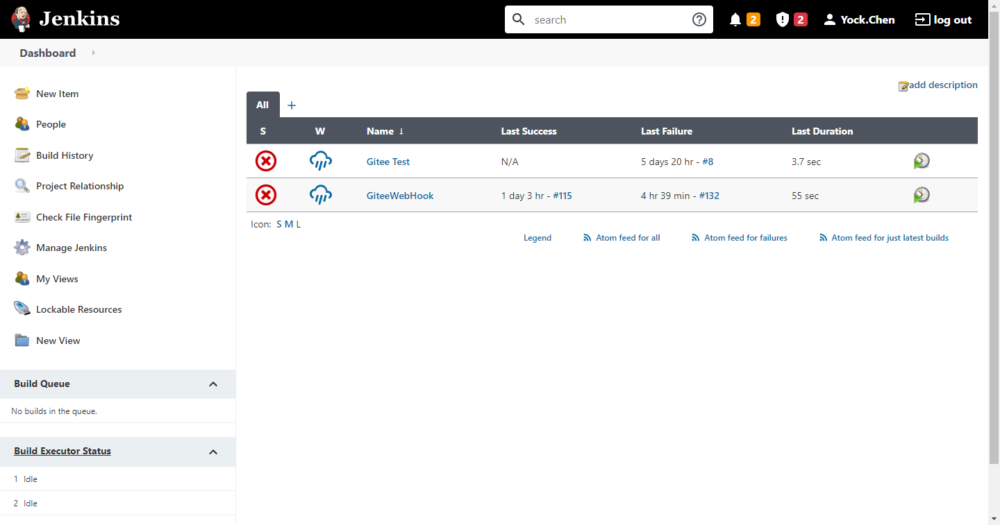 Jenkins search 2 2 Yock.Chen log out
Dashboard
add description
New Item
People
Build History
Project Relationship
Check File Fingerprint
Manage Jenkins
My Views
Lockable Resources
New View
Build Queue
No builds in the queue.
Build Executor Status
1 Idle
2 Idle
All +
S W Name ↓ Last Success Last Failure Last Duration
Gitee Test N/A 5 days 20 hr - #8 3.7 sec
GiteeWebHook 1 day 3 hr - #115 4 hr 39 min - #132 55 sec
Icon: S M L
Legend Atom feed for all Atom feed for failures Atom feed for just latest builds